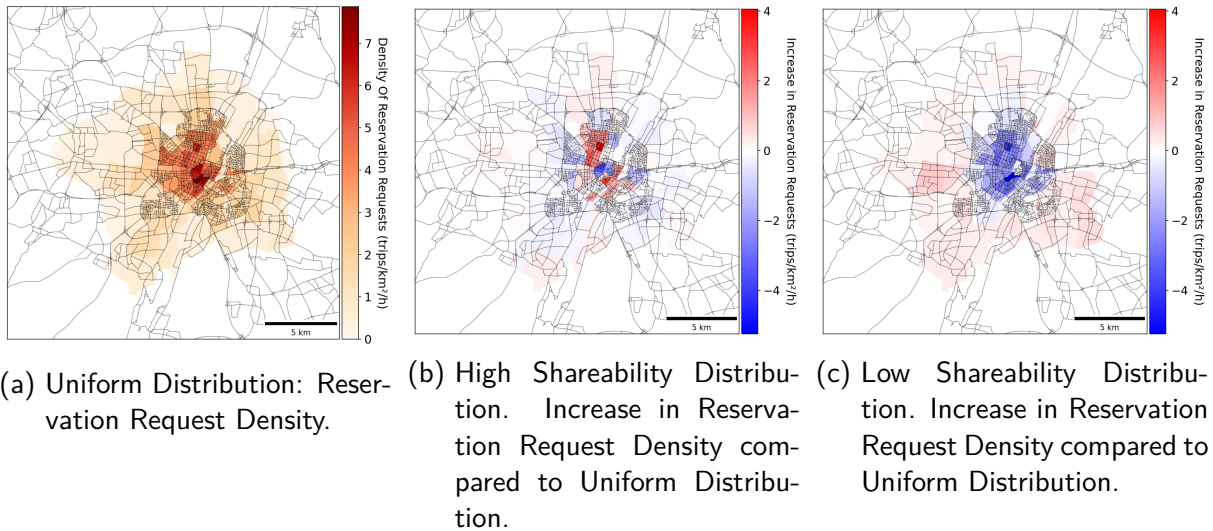 7
6
5
4
3
2
1
0
Density Of Reservation Requests (trips/km²/h)
5 km
4
2
0
−2
−4
Increase in Reservation Requests (trips/km²/h)
5 km
4
2
0
−2
−4
Increase in Reservation Requests (trips/km²/h)
5 km
(a) Uniform Distribution: Reser-
vation Request Density.
(b) High Shareability Distribu-
tion. Increase in Reserva-
tion Request Density com-
pared to Uniform Distribu-
tion.
(c) Low Shareability Distribu-
tion. Increase in Reservation
Request Density compared to
Uniform Distribution.